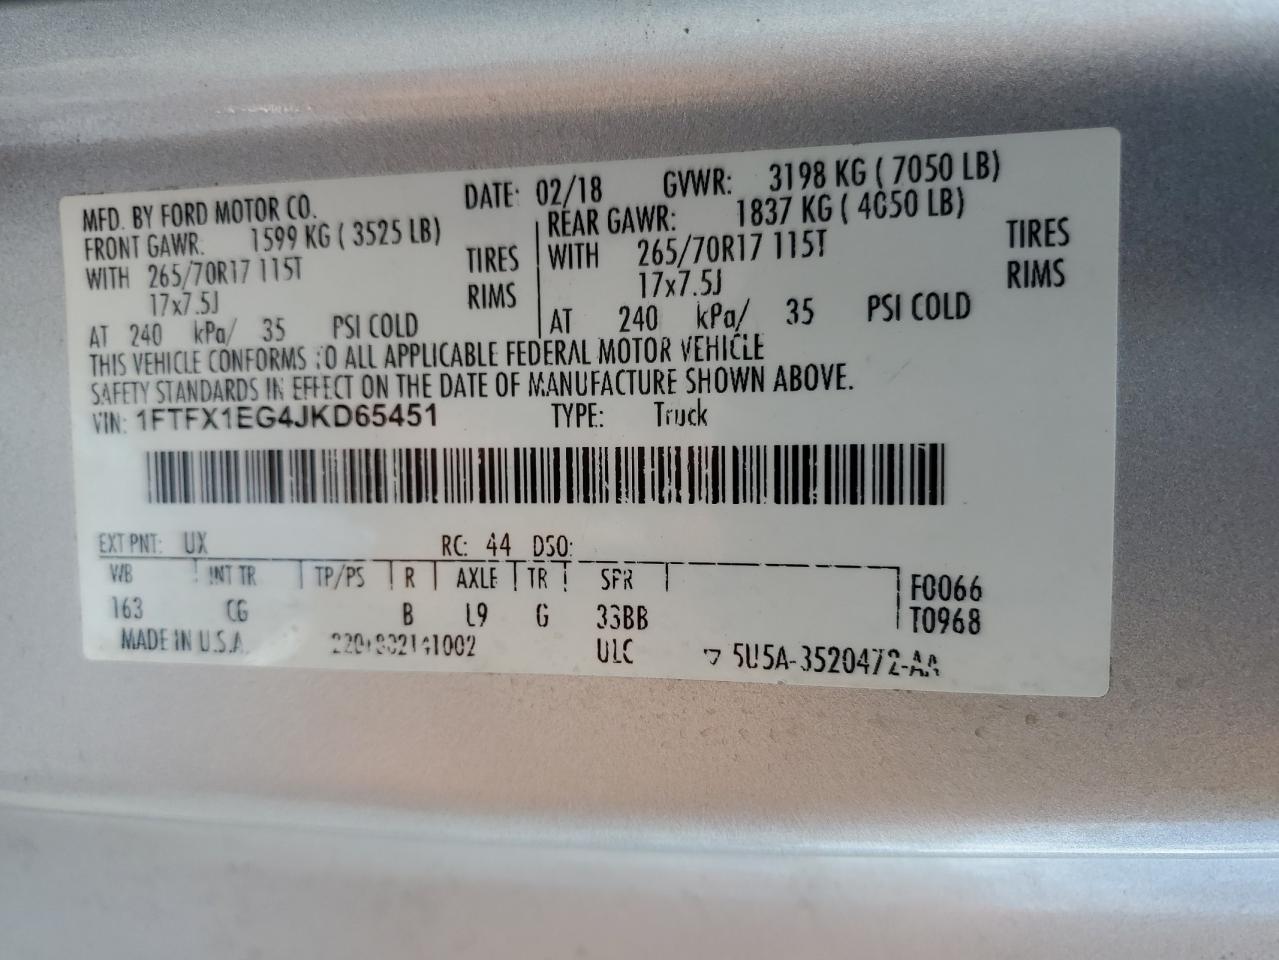 MFD. BY FORD MOTOR CO. DATE: 02/18 GVWR: 3198 KG ( 7050 LB)
FRONT GAWR: 1599 KG ( 3525 LB) REAR GAWR: 1837 KG ( 4050 LB)
WITH 265/70R17 115T TIRES WITH 265/70R17 115T TIRES
17x7.5J RIMS 17x7.5J RIMS
AT 240 kPa/ 35 PSI COLD AT 240 kPa/ 35 PSI COLD
THIS VEHICLE CONFORMS TO ALL APPLICABLE FEDERAL MOTOR VEHICLE
SAFETY STANDARDS IN EFFECT ON THE DATE OF MANUFACTURE SHOWN ABOVE.
VIN: 1FTFX1EG4JKD65451 TYPE: Truck
EXT PNT: UX RC: 44 DSO:
WB INT TR TP/PS R AXLE TR SPR F0066
163 CG B L9 G 33BB T0968
MADE IN U.S.A. ULC 5U5A-3520472-AA